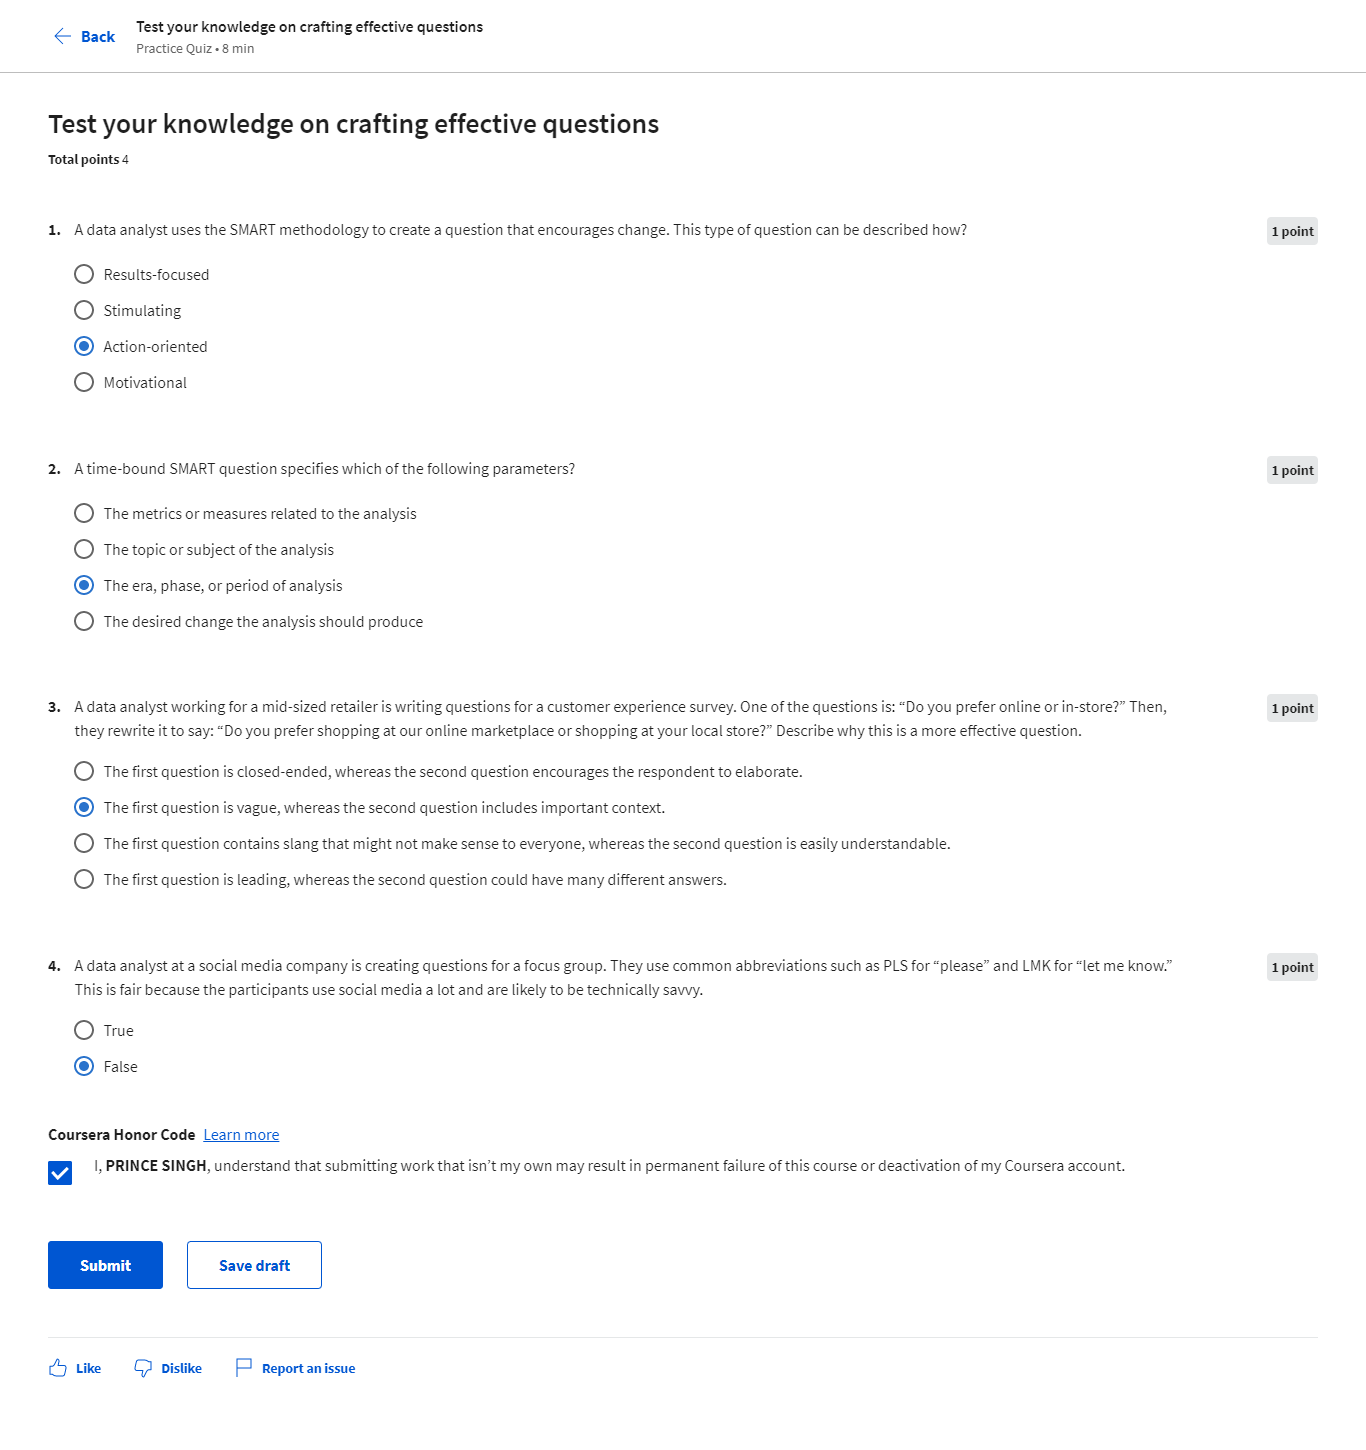 Back
Test your knowledge on crafting effective questions
Practice Quiz • 8 min
Test your knowledge on crafting effective questions
Total points 4
1. A data analyst uses the SMART methodology to create a question that encourages change. This type of question can be described how?
1 point
Results-focused
Stimulating
Action-oriented
Motivational
2. A time-bound SMART question specifies which of the following parameters?
1 point
The metrics or measures related to the analysis
The topic or subject of the analysis
The era, phase, or period of analysis
The desired change the analysis should produce
3. A data analyst working for a mid-sized retailer is writing questions for a customer experience survey. One of the questions is: “Do you prefer online or in-store?” Then,
they rewrite it to say: “Do you prefer shopping at our online marketplace or shopping at your local store?” Describe why this is a more effective question.
1 point
The first question is closed-ended, whereas the second question encourages the respondent to elaborate.
The first question is vague, whereas the second question includes important context.
The first question contains slang that might not make sense to everyone, whereas the second question is easily understandable.
The first question is leading, whereas the second question could have many different answers.
4. A data analyst at a social media company is creating questions for a focus group. They use common abbreviations such as PLS for “please” and LMK for “let me know.”
This is fair because the participants use social media a lot and are likely to be technically savvy.
1 point
True
False
Coursera Honor Code Learn more
I, PRINCE SINGH, understand that submitting work that isn’t my own may result in permanent failure of this course or deactivation of my Coursera account.
Submit
Save draft
Like
Dislike
Report an issue